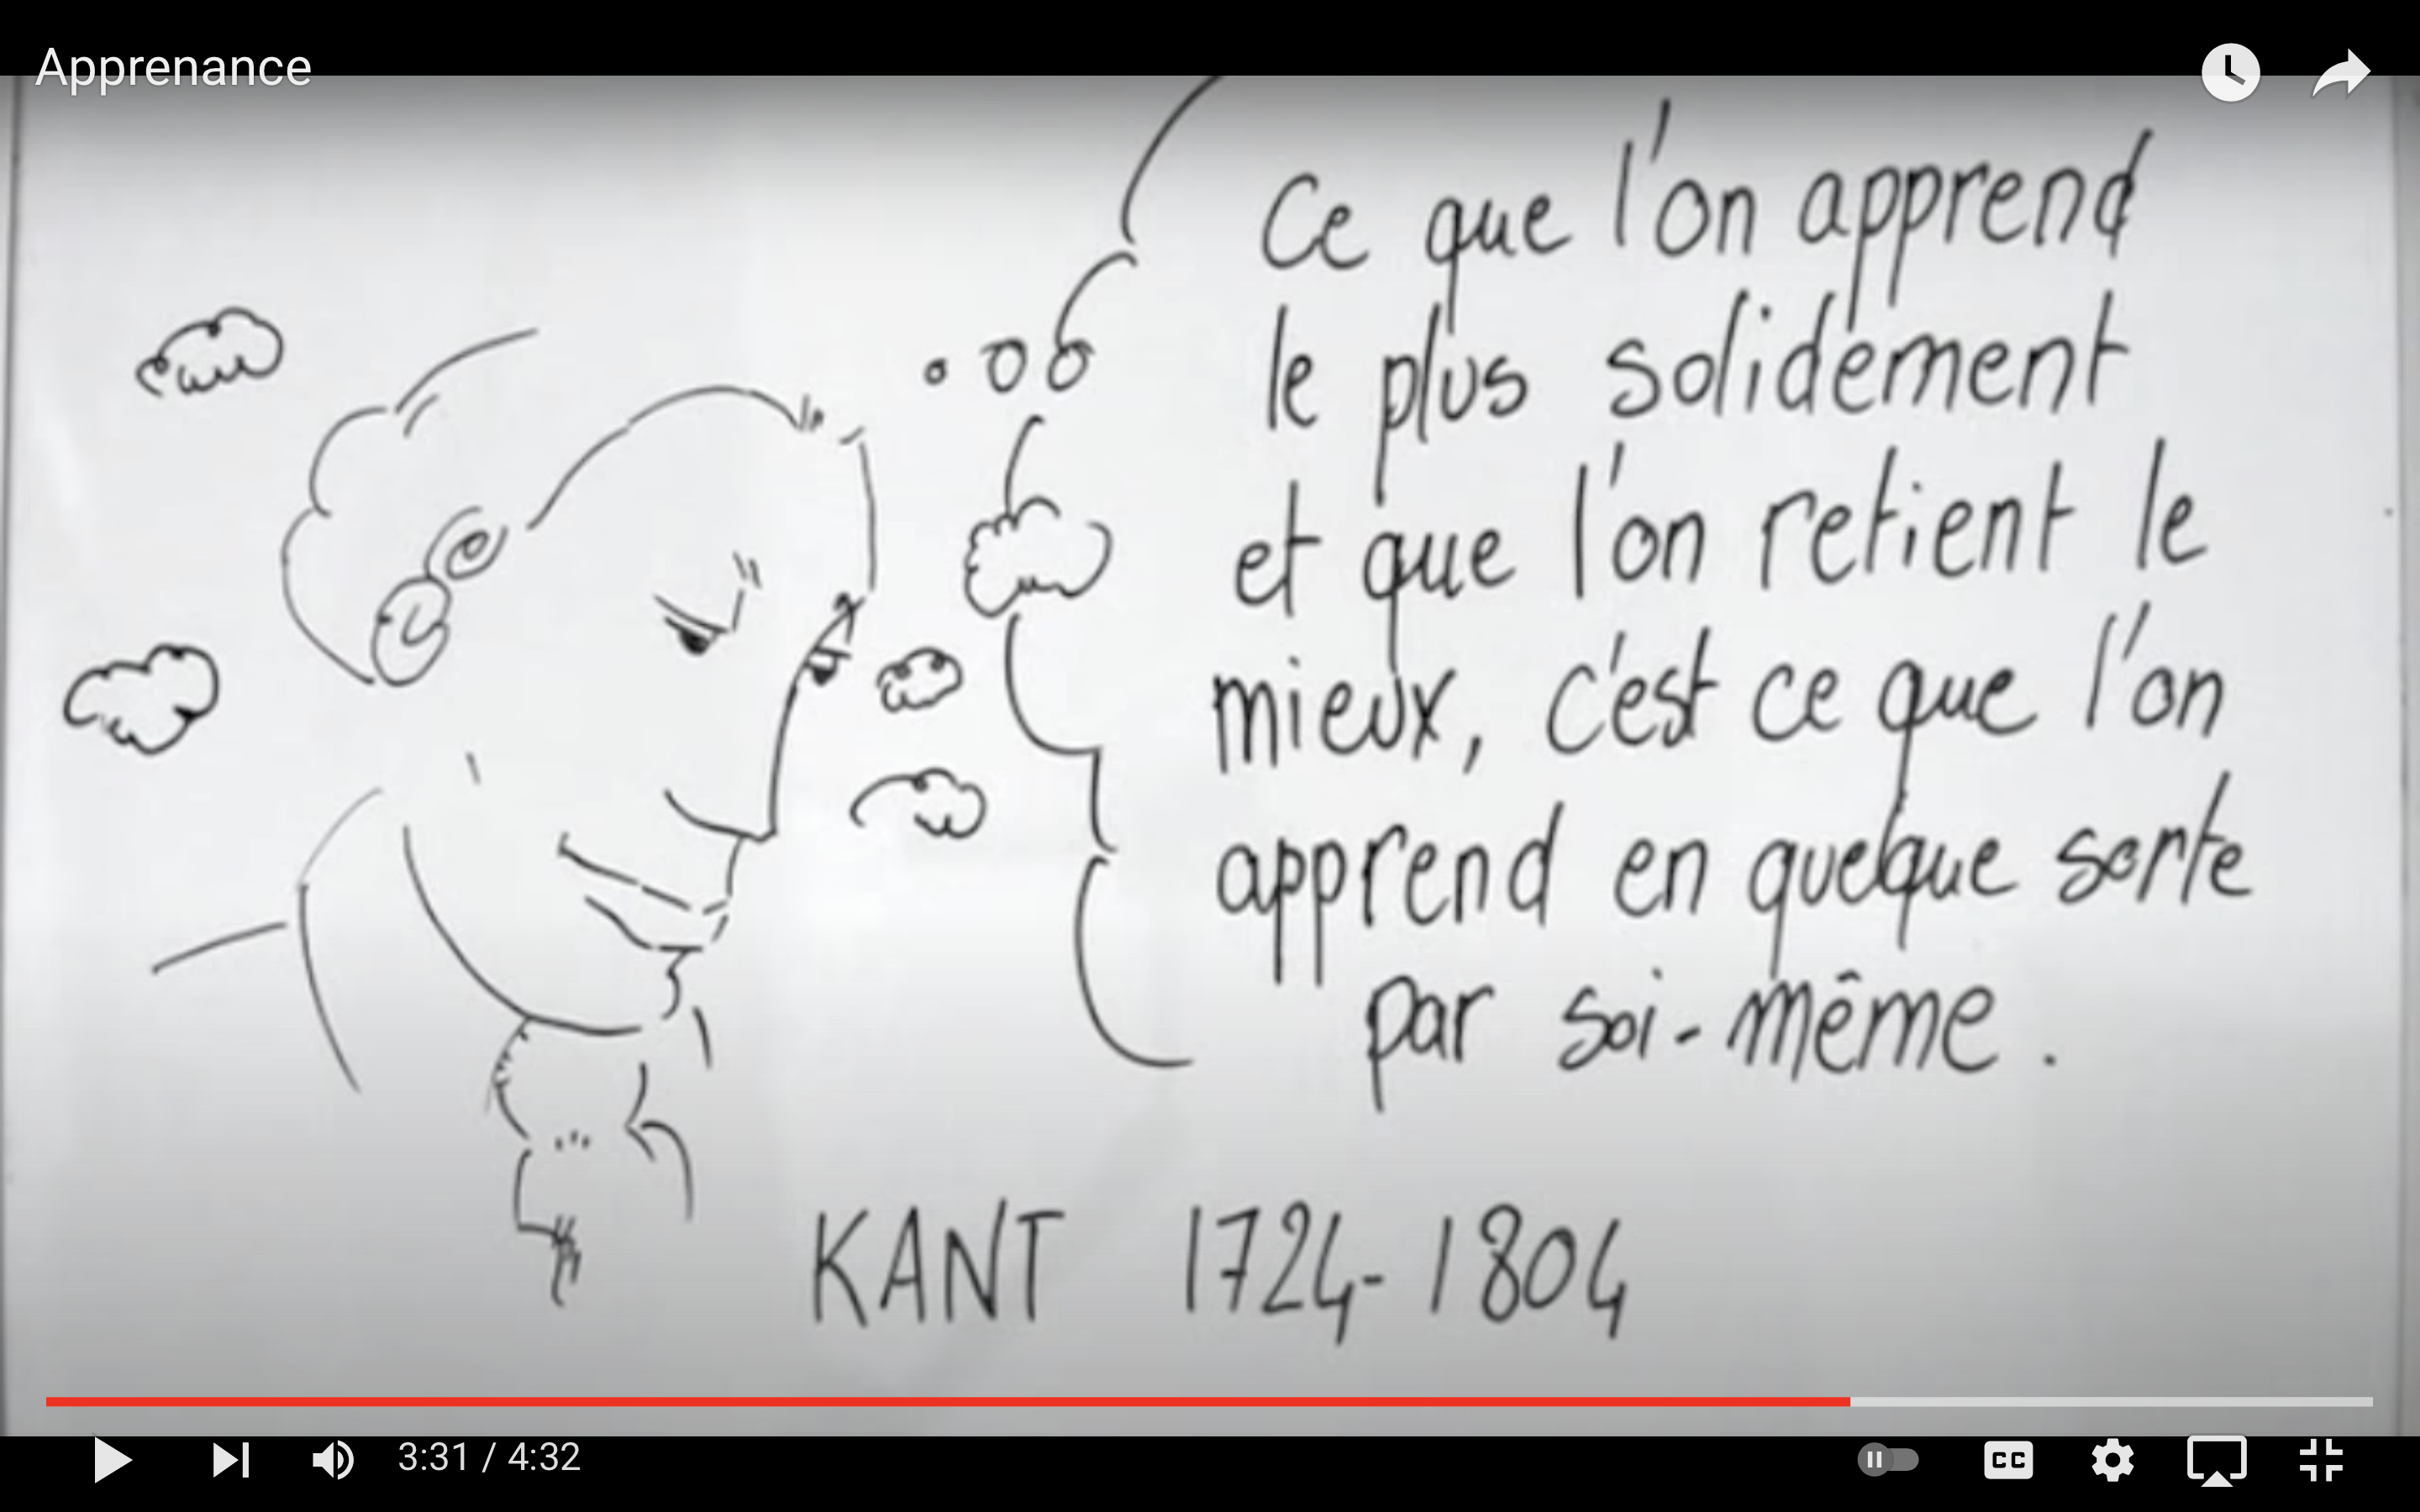 Apprenance
Ce que l'on apprend
le plus solidement
et que l'on retient le
mieux, c'est ce que l'on
apprend en quelque sorte
par soi-même.
KANT 1724-1804
3:31 / 4:32
CC